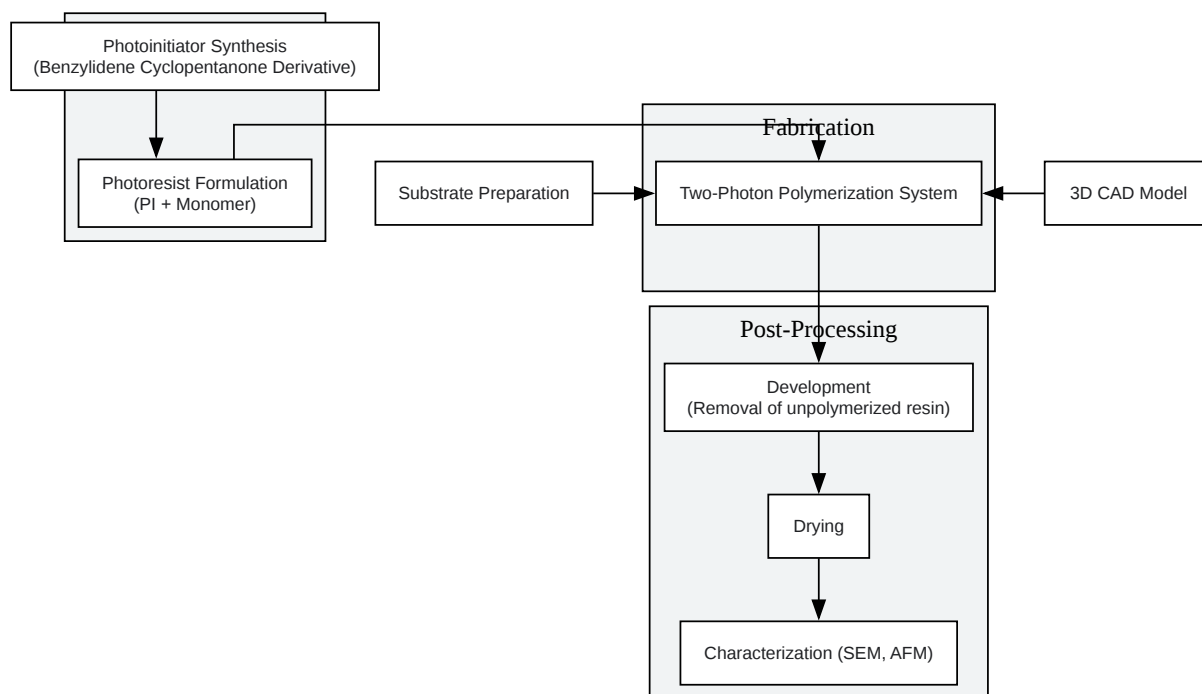 Photoinitiator Synthesis
(Benzylidene Cyclopentanone Derivative)
Photoresist Formulation
(PI + Monomer)
Fabrication
Substrate Preparation
Two-Photon Polymerization System
3D CAD Model
Post-Processing
Development
(Removal of unpolymerized resin)
Drying
Characterization (SEM, AFM)